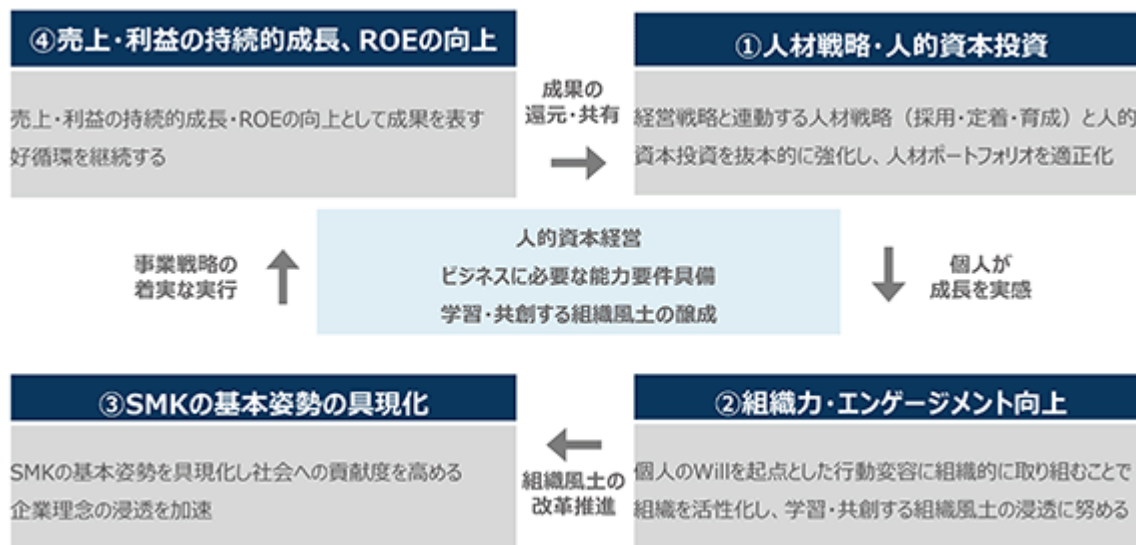 ④売上・利益の持続的成長、ROEの向上
売上・利益の持続的成長・ROEの向上として成果を表す
好循環を継続する
成果の
還元・共有
①人材戦略・人的資本投資
経営戦略と連動する人材戦略（採用・定着・育成）と人的
資本投資を抜本的に強化し、人材ポートフォリオを適正化
事業戦略の
着実な実行
人的資本経営
ビジネスに必要な能力要件具備
学習・共創する組織風土の醸成
個人が
成長を実感
③SMKの基本姿勢の具現化
SMKの基本姿勢を具現化し社会への貢献度を高める
企業理念の浸透を加速
組織風土の
改革推進
②組織力・エンゲージメント向上
個人のWillを起点とした行動変容に組織的に取り組むことで
組織を活性化し、学習・共創する組織風土の浸透に努める